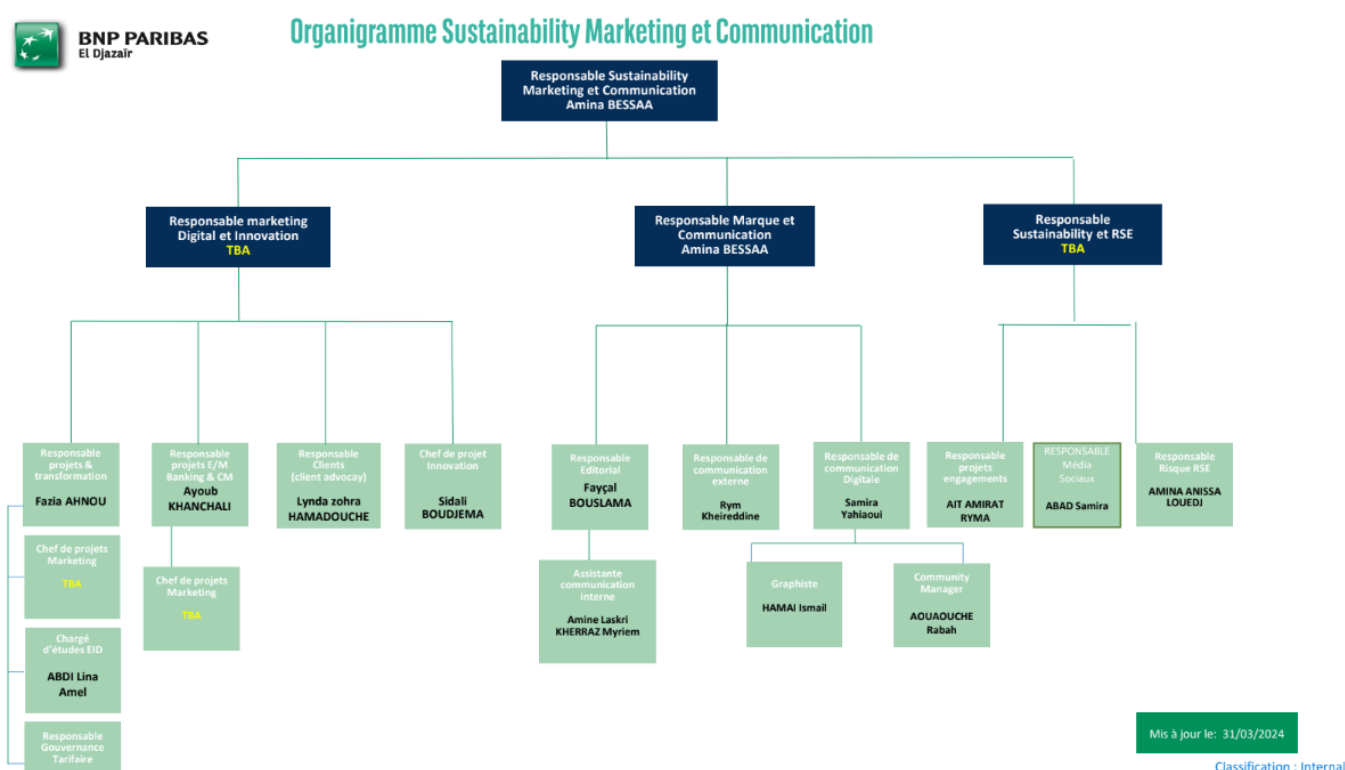 BNP PARIBAS
El Djazaïr
Organigramme Sustainability Marketing et Communication
Responsable Sustainability
Marketing et Communication
Amina BESSAA
Responsable marketing
Digital et Innovation
TBA
Responsable Marque et
Communication
Amina BESSAA
Responsable
Sustainability et RSE
TBA
Responsable
projets &
transformation
Fazia AHNOU
Responsable
projets E/M
Banking & CM
Ayoub
KHANCHALI
Responsable
Clients
(client advocay)
Lynda zohra
HAMADOUCHE
Chef de projet
Innovation
Sidali
BOUDJEMA
Responsable
Editorial
Fayçal
BOUSLAMA
Responsable de
communication
externe
Rym
Kheireddine
Responsable de
communication
Digitale
Samira
Yahiaoui
Responsable
projets
engagements
AIT AMIRAT
RYMA
RESPONSABLE
Média
Sociaux
ABAD Samira
Responsable
Risque RSE
AMINA ANISSA
LOUEDJ
Chef de projets
Marketing
TBA
Chef de projets
Marketing
TBA
Assistante
communication
Interne
Amine Laskri
KHERRAZ Myriem
Graphiste
HAMAI Ismail
Community
Manager
AOUAOUCHE
Rabah
Chargé
d'études EID
ABDI Lina
Amel
Responsable
Gouvernance
Tarifaire
Mis à jour le: 31/03/2024
Classification : Internal